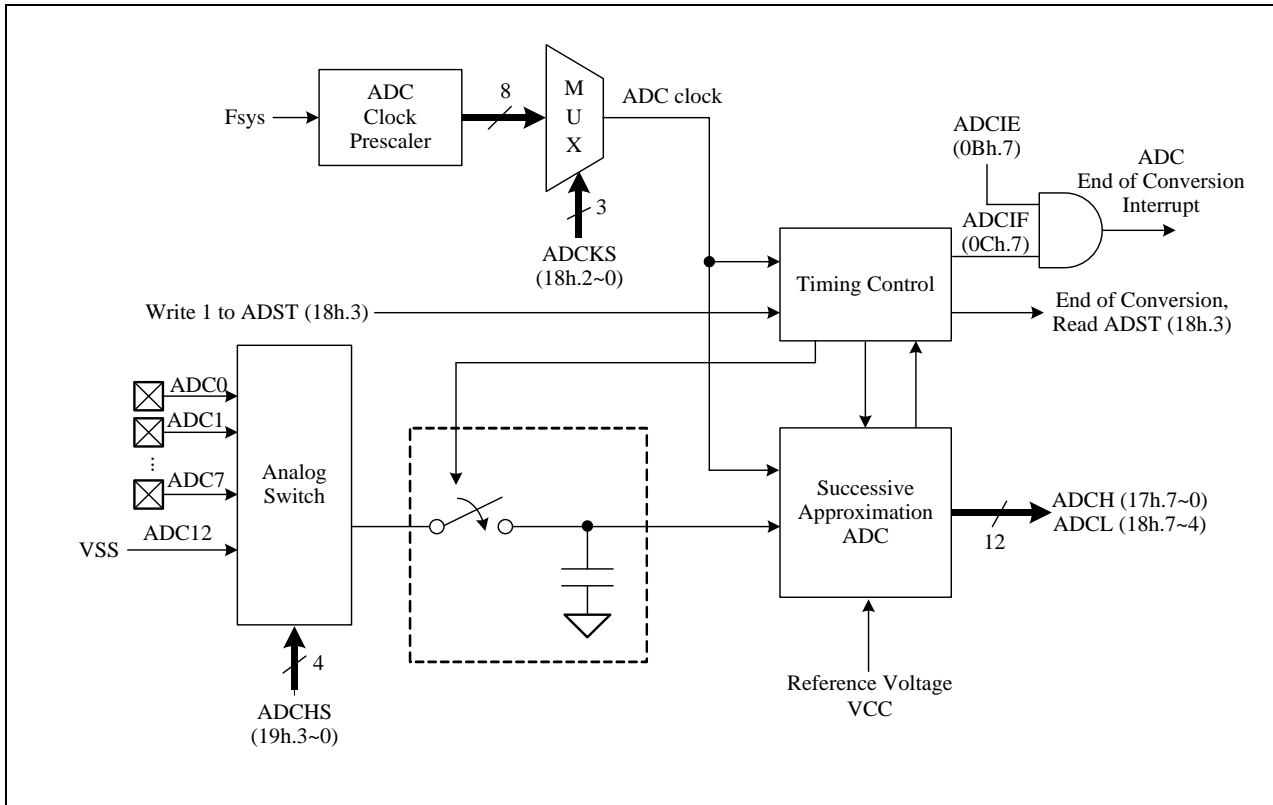 ADC
Clock
Prescaler
Fsys
8
M
U
X
ADC clock
3
ADCKS
(18h.2~0)
ADCIE
(0Bh.7)
ADC
End of Conversion
Interrupt
ADCIF
(0Ch.7)
Timing Control
Write 1 to ADST (18h.3)
End of Conversion,
Read ADST (18h.3)
ADC0
ADC1
...
ADC7
ADC12
VSS
Analog
Switch
4
ADCHS
(19h.3~0)
Successive
Approximation
ADC
12
ADCH (17h.7~0)
ADCL (18h.7~4)
Reference Voltage
VCC